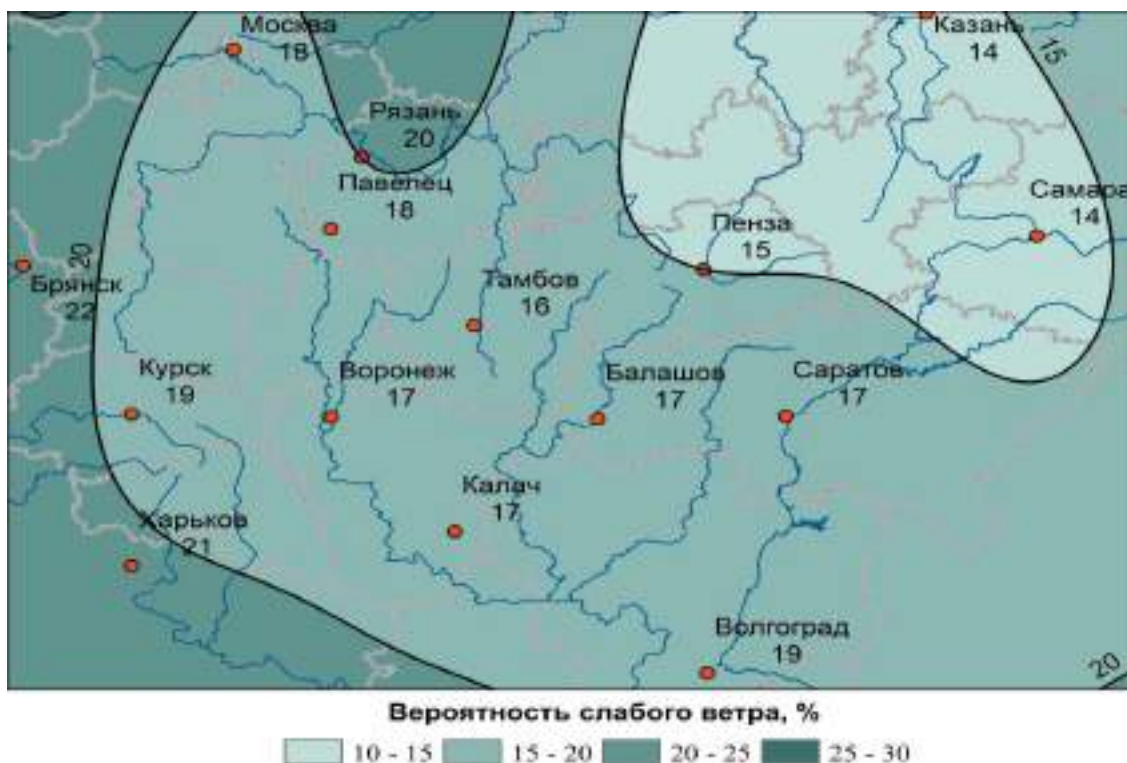 Москва
18
Казань
14
15
Рязань
20
Павелец
18
Самара
14
Пенза
15
20
Брянск
22
Тамбов
16
Курск
19
Воронеж
17
Балашов
17
Саратов
17
Калач
17
Харьков
21
Волгоград
19
20
Вероятность слабого ветра, %
10 - 15 15 - 20 20 - 25 25 - 30